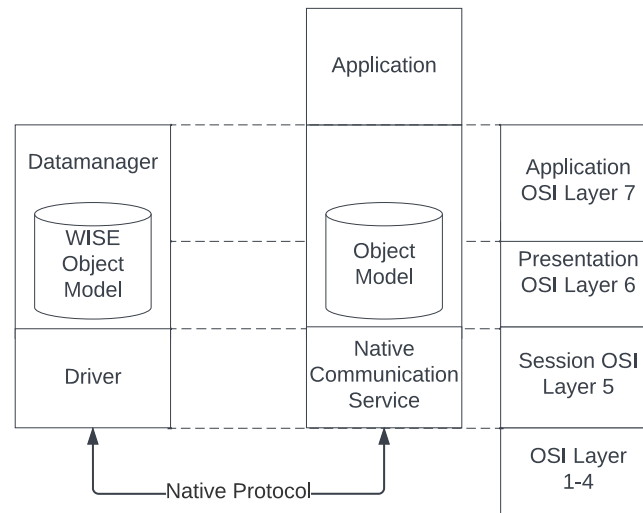 Application
Datamanager
WISE
Object
Model
Driver
Object
Model
Native
Communication
Service
Native Protocol
Application
OSI Layer 7
Presentation
OSI Layer 6
Session OSI
Layer 5
OSI Layer
1-4